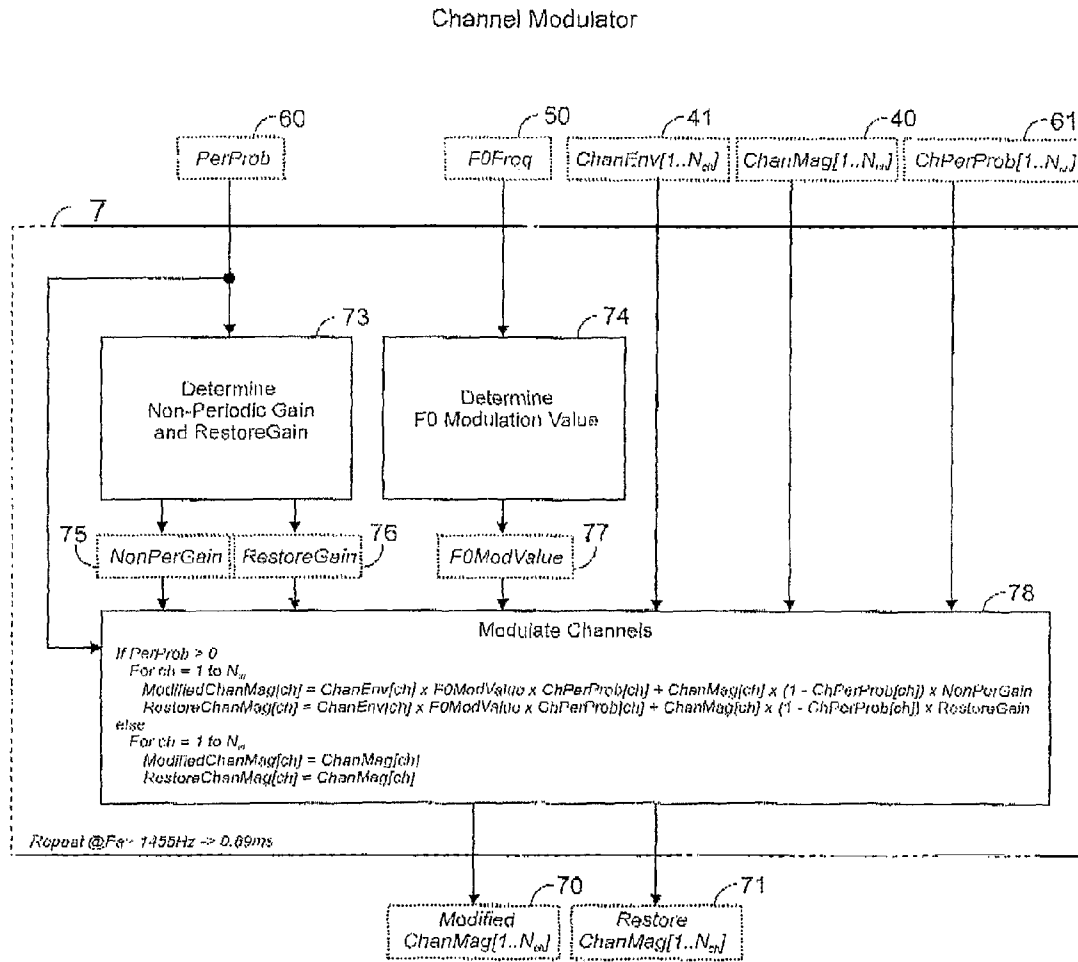 Channel Modulator
60
50
41
40
61
PerProb
F0Freq
ChanEnv[1..Nch]
ChanMag[1..Nch]
ChPerProb[1..Nch]
7
73
74
Determine
Non-Periodic Gain
and RestoreGain
Determine
F0 Modulation Value
75
76
77
NonPerGain
RestoreGain
F0ModValue
78
Modulate Channels
If PerProb > 0
For ch = 1 to Nch
ModifiedChanMag[ch] = ChanEnv[ch] x F0ModValue x ChPerProb[ch] + ChanMag[ch] x (1 - ChPerProb[ch]) x NonPerGain
RestoreChanMag[ch] = ChanEnv[ch] x F0ModValue x ChPerProb[ch] + ChanMag[ch] x (1 - ChPerProb[ch]) x RestoreGain
else
For ch = 1 to Nch
ModifiedChanMag[ch] = ChanMag[ch]
RestoreChanMag[ch] = ChanMag[ch]
Repeat @Fa~ 1455Hz -> 0.69ms
70
71
Modified
ChanMag[1..Nch]
Restore
ChanMag[1..Nch]